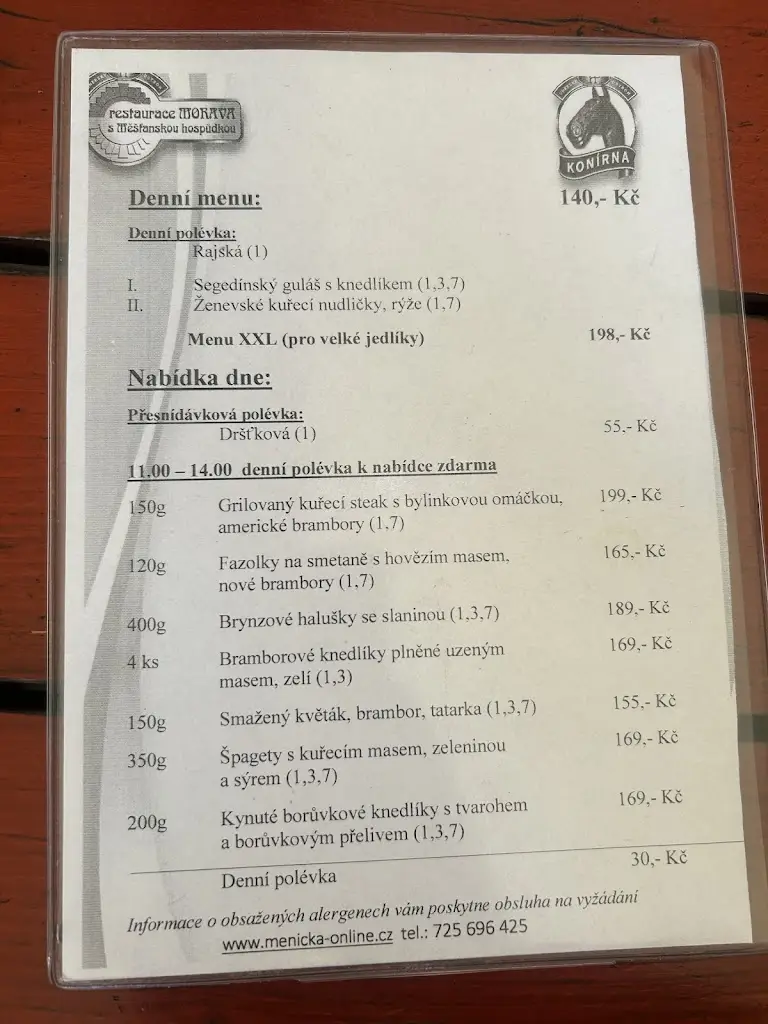 restaurace MORAVA
s Měšťanskou hospůdkou
KONÍRNA
Denní menu: 140,- Kč
Denní polévka:
Rajská (1)
I. Segedínský guláš s knedlíkem (1,3,7)
II. Ženevské kuřecí nudličky, rýže (1,7)
Menu XXL (pro velké jedlíky) 198,- Kč
Nabídka dne:
Přesnídávková polévka:
Dršťková (1) 55,- Kč
11.00 – 14.00 denní polévka k nabídce zdarma
150g Grilovaný kuřecí steak s bylinkovou omáčkou, 199,- Kč
americké brambory (1,7)
120g Fazolky na smetaně s hovězím masem, 165,- Kč
nové brambory (1,7)
400g Brynzové halušky se slaninou (1,3,7) 189,- Kč
4 ks Bramborové knedlíky plněné uzeným 169,- Kč
masem, zelí (1,3)
150g Smažený květák, brambor, tatarka (1,3,7) 155,- Kč
350g Špagety s kuřecím masem, zeleninou 169,- Kč
a sýrem (1,3,7)
200g Kynuté borůvkové knedlíky s tvarohem 169,- Kč
a borůvkovým přelivem (1,3,7)
Denní polévka 30,- Kč
Informace o obsažených alergenech vám poskytne obsluha na vyžádání
www.menicka-online.cz tel.: 725 696 425